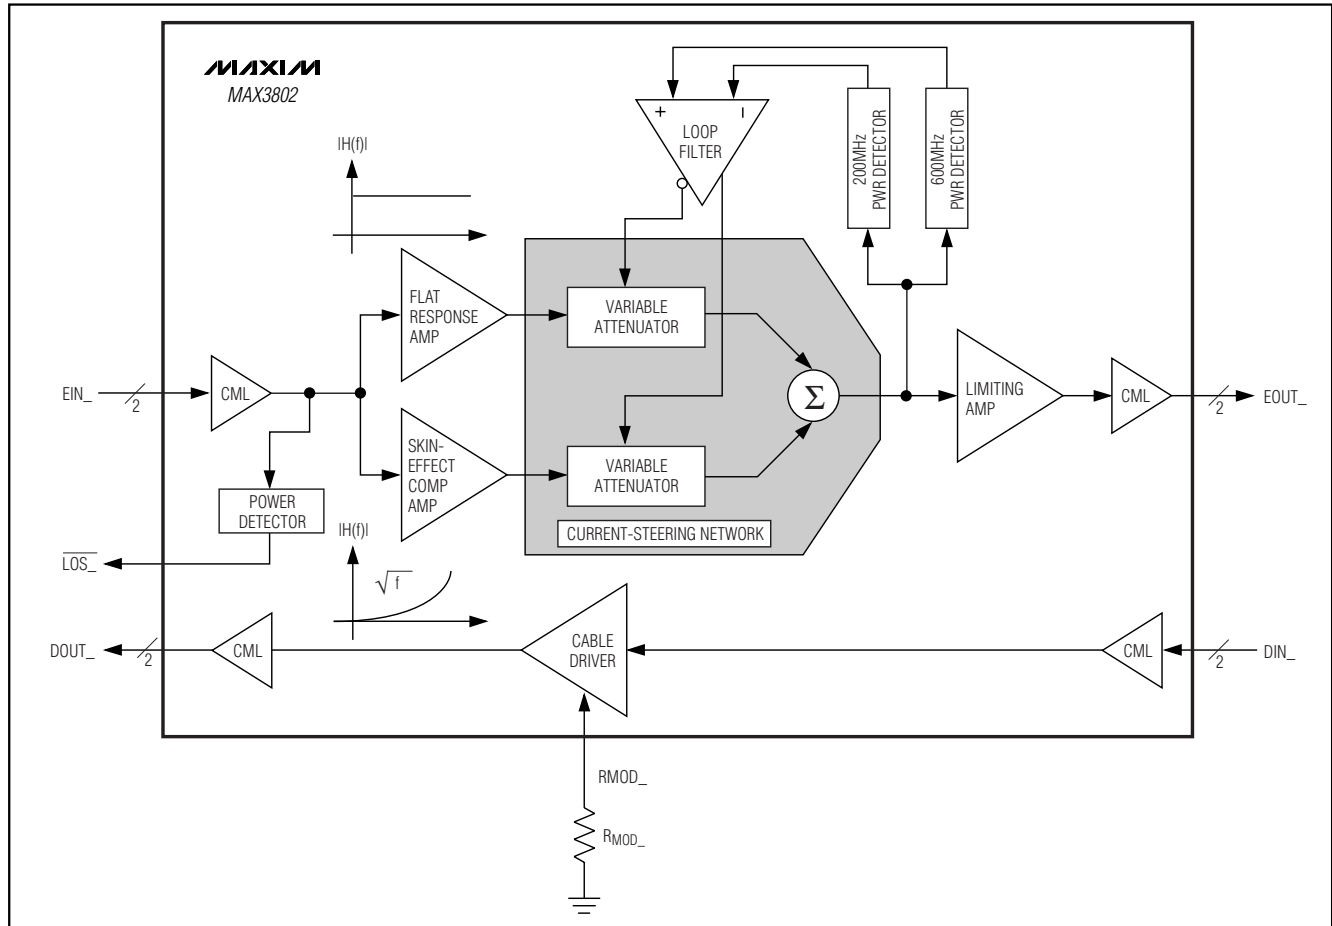 MAXIM
MAX3802
+
−
LOOP
FILTER
200MHz
PWR DETECTOR
600MHz
PWR DETECTOR
|H(f)|
FLAT
RESPONSE
AMP
VARIABLE
ATTENUATOR
EIN_
2
CML
Σ
LIMITING
AMP
CML
2
EOUT_
SKIN-
EFFECT
COMP
AMP
VARIABLE
ATTENUATOR
POWER
DETECTOR
CURRENT-STEERING NETWORK
|H(f)|
LOS_
√f
DOUT_
2
CML
CABLE
DRIVER
CML
2
DIN_
RMOD_
RMOD_